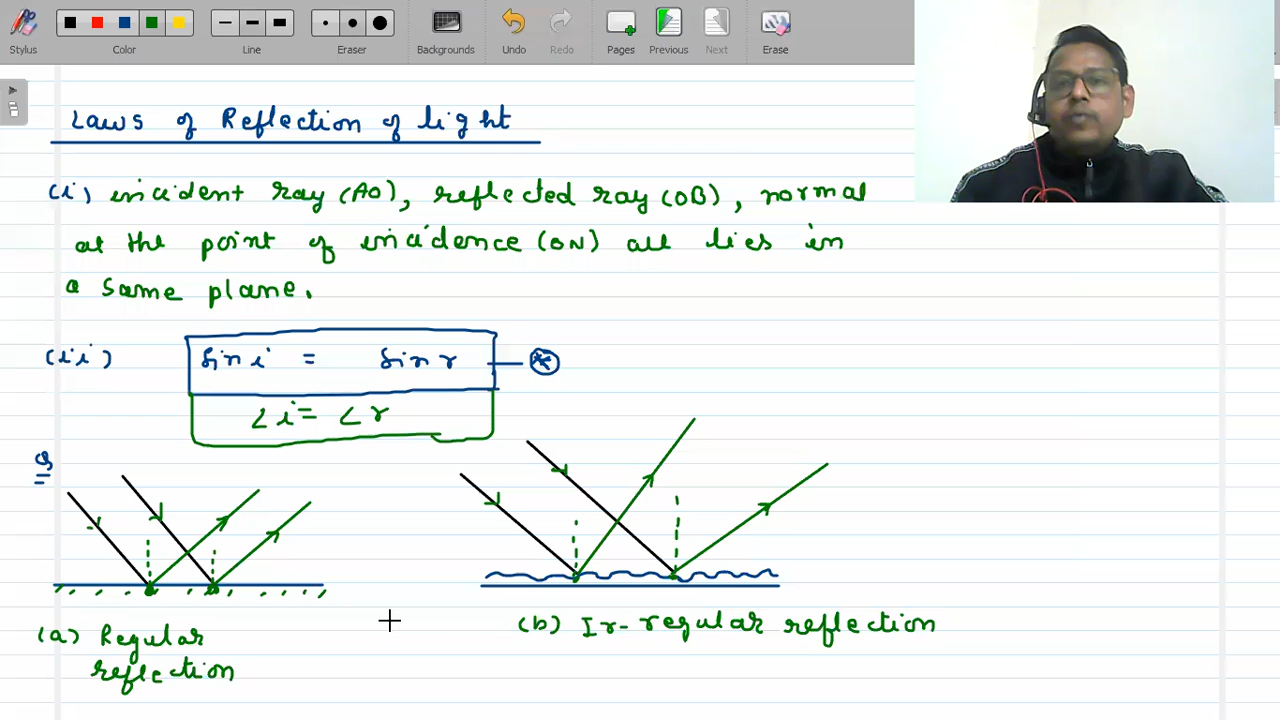 Stylus Color Line Eraser Backgrounds Undo Redo Pages Previous Next Erase
Laws of Reflection of light
(i) incident ray (AO), reflected ray (OB), normal
at the point of incidence (ON) all lies in
a same plane.
(ii) Sin i = Sin r
∠i = ∠r
Q
(a) Regular
reflection
(b) Ir-regular reflection